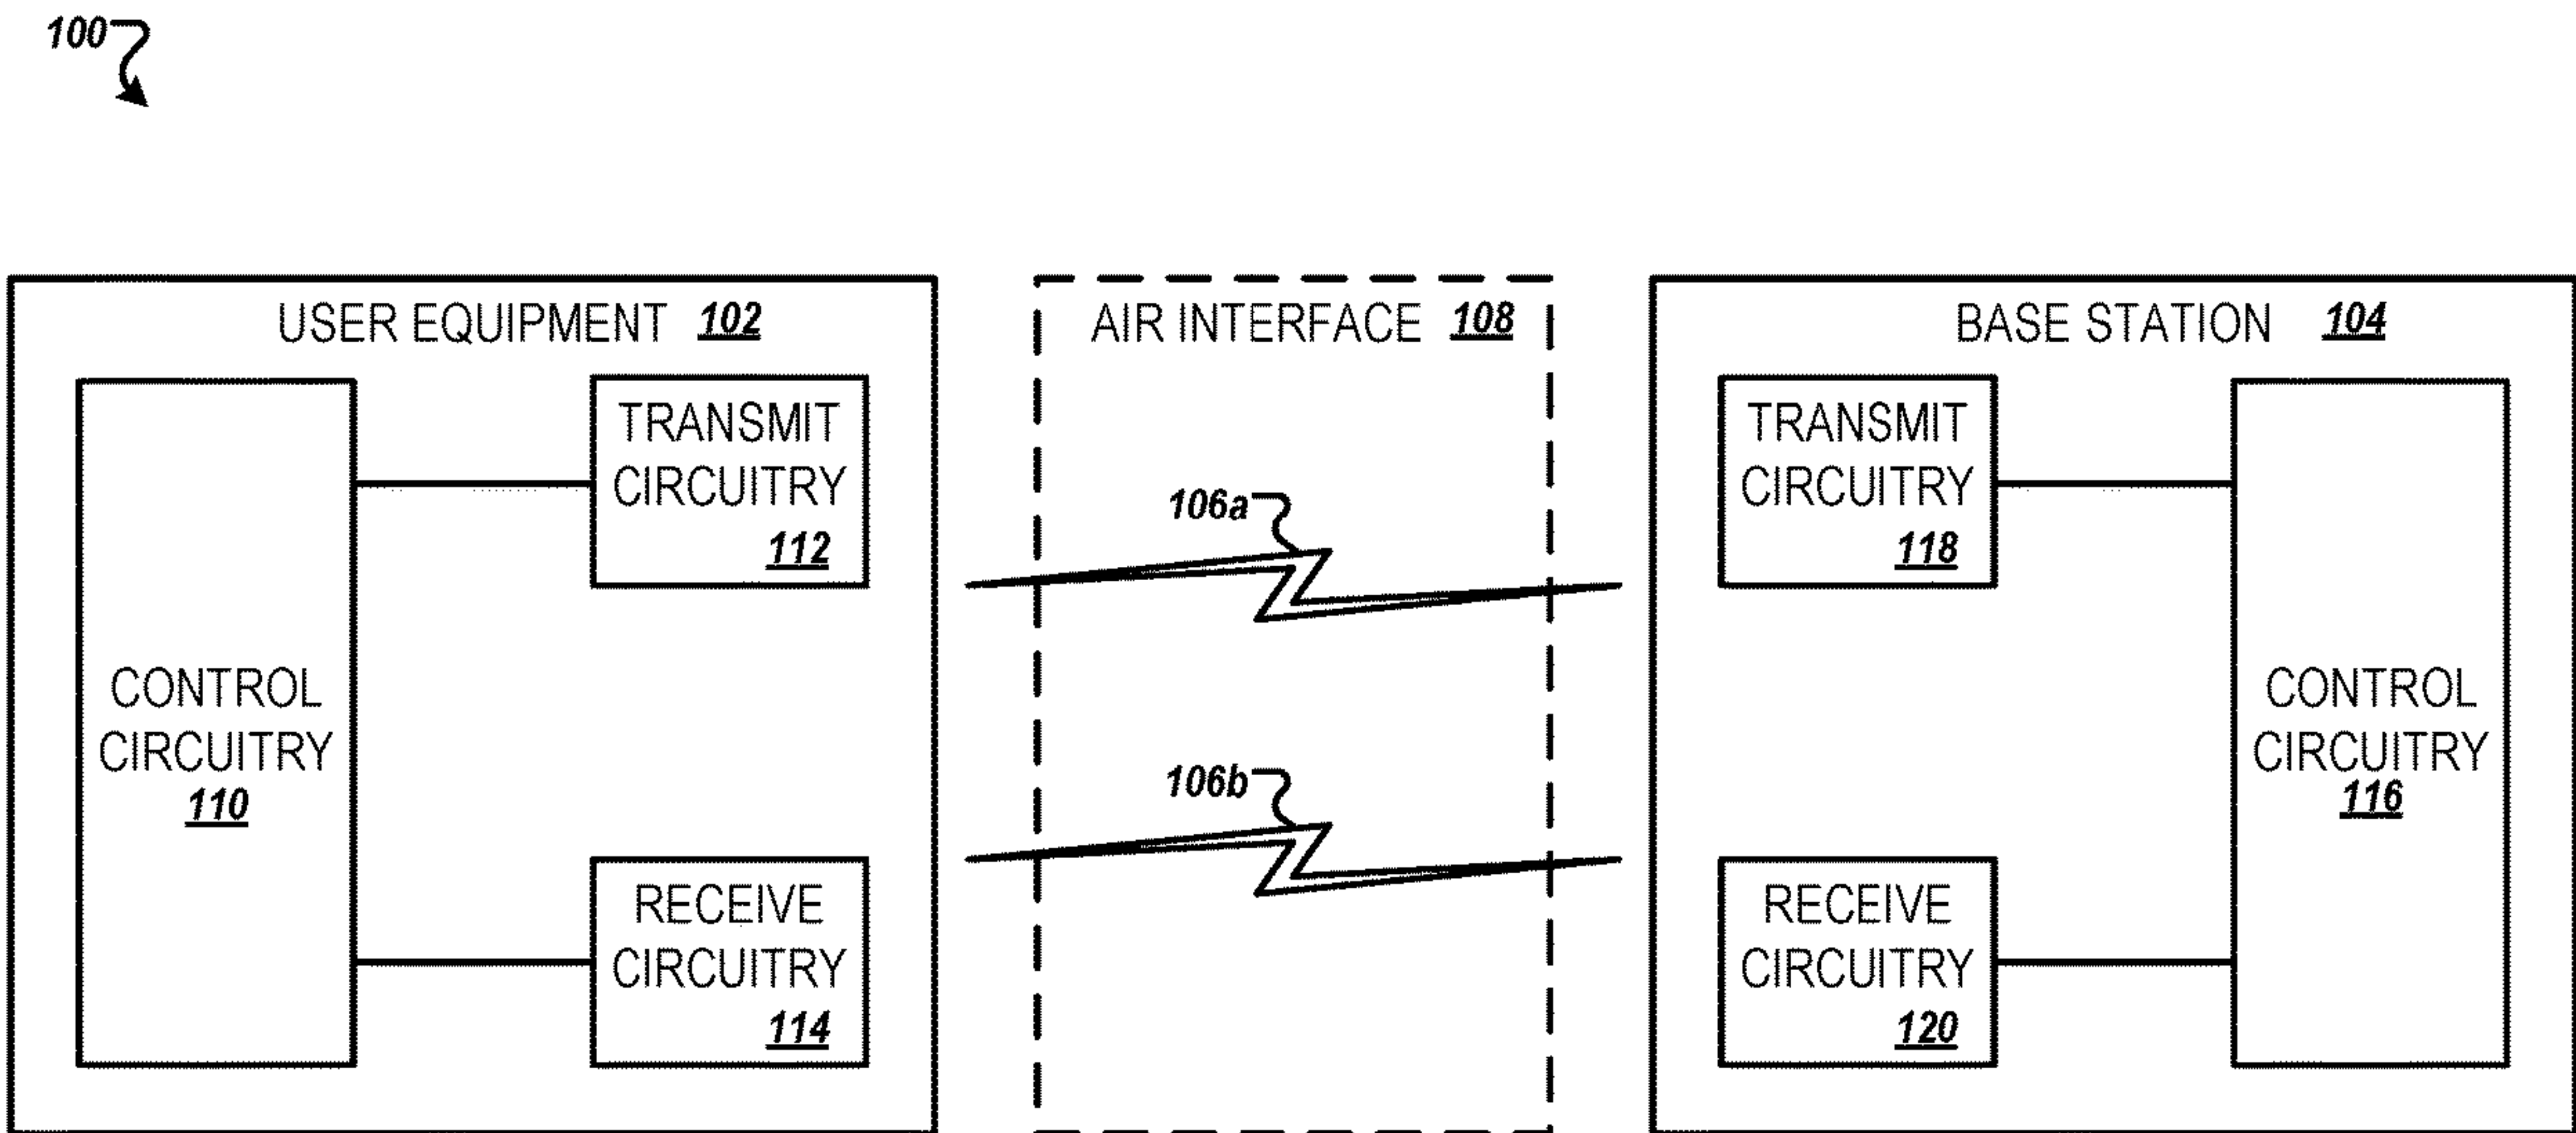 100
USER EQUIPMENT 102
CONTROL
CIRCUITRY
110
TRANSMIT
CIRCUITRY
112
RECEIVE
CIRCUITRY
114
AIR INTERFACE 108
106a
106b
BASE STATION 104
TRANSMIT
CIRCUITRY
118
RECEIVE
CIRCUITRY
120
CONTROL
CIRCUITRY
116